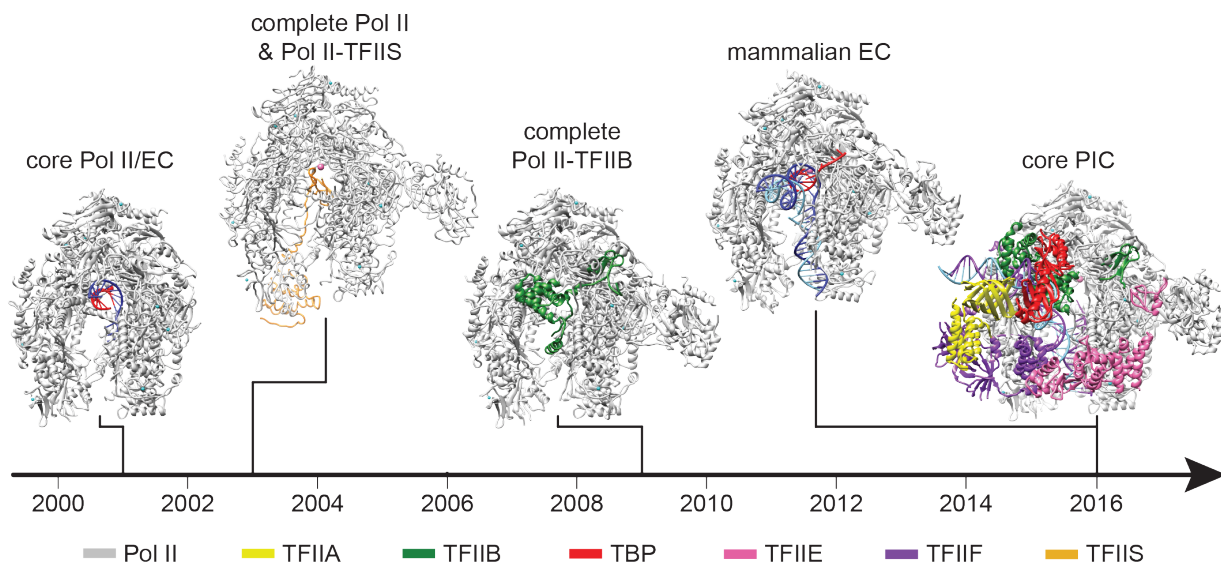 core Pol II/EC
complete Pol II
& Pol II-TFIIS
complete
Pol II-TFIIB
mammalian EC
core PIC
2000 2002 2004 2006 2008 2010 2012 2014 2016
Pol II TFIIA TFIIB TBP TFIIE TFIIF TFIIS